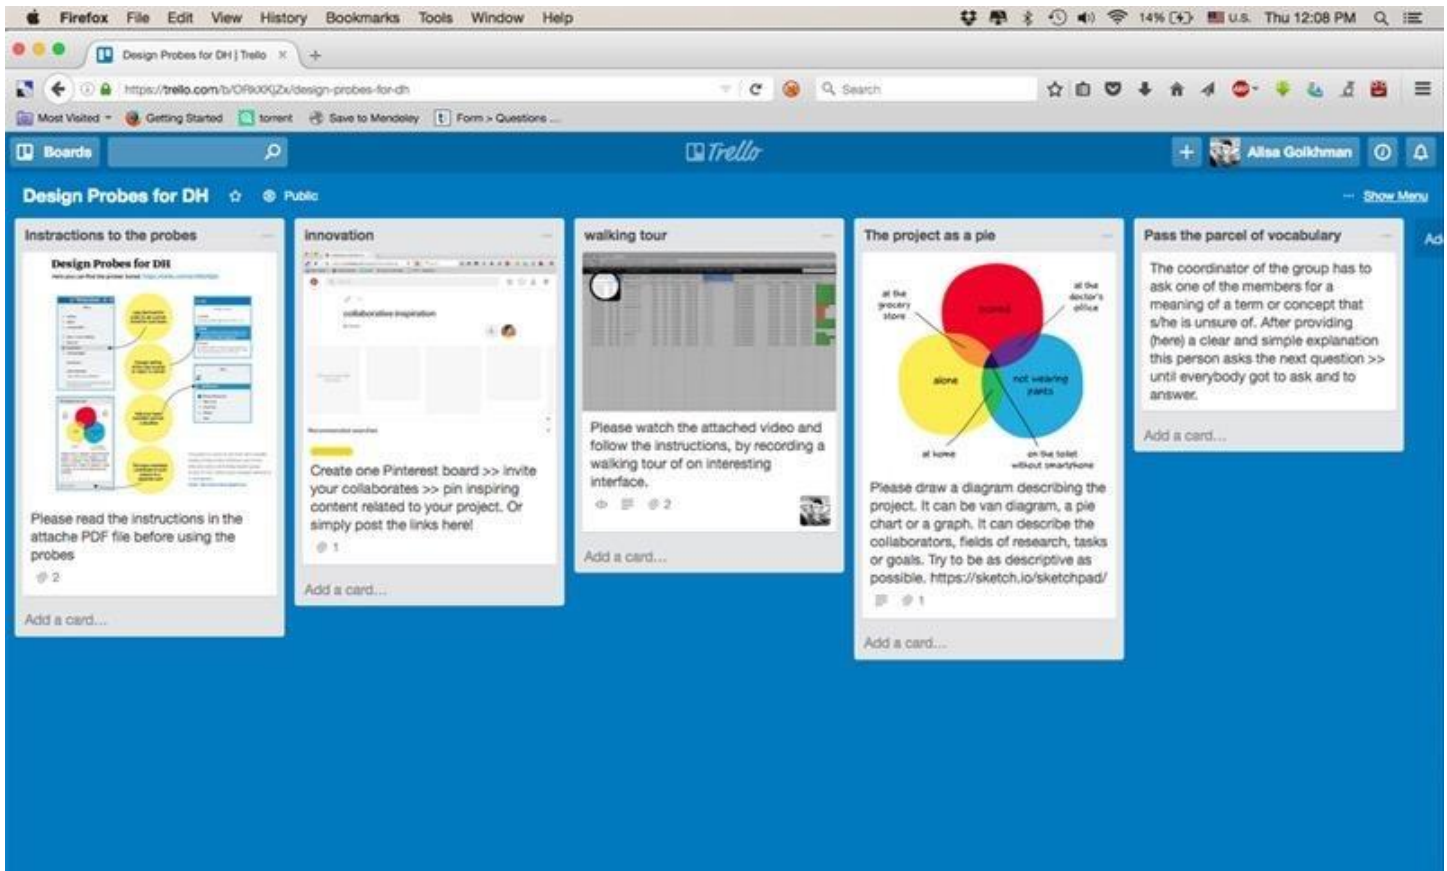 Firefox File Edit View History Bookmarks Tools Window Help
14% U.S. Thu 12:08 PM
Design Probes for DH | Trello
https://trello.com/b/ORkXKjZx/design-probes-for-dh
Search
Most Visited Getting Started torrent Save to Mendeley Form > Questions ...
Boards
Trello
Alisa Goikhman
Design Probes for DH
Public
Show Menu
Instractions to the probes
Design Probes for DH
Please read the instructions in the
attache PDF file before using the
probes
2
Add a card...
innovation
collaborative inspiration
Recommended searches
Create one Pinterest board >> invite
your collaborates >> pin inspiring
content related to your project. Or
simply post the links here!
1
Add a card...
walking tour
Please watch the attached video and
follow the instructions, by recording a
walking tour of on interesting
interface.
2
Add a card...
The project as a pie
at the
grocery
store
at the
doctor's
office
alone
not wearing
pants
at home
on the toilet
without smartphone
Please draw a diagram describing the
project. It can be van diagram, a pie
chart or a graph. It can describe the
collaborators, fields of research, tasks
or goals. Try to be as descriptive as
possible. https://sketch.io/sketchpad/
1
Add a card...
Pass the parcel of vocabulary
The coordinator of the group has to
ask one of the members for a
meaning of a term or concept that
s/he is unsure of. After providing
(here) a clear and simple explanation
this person asks the next question >>
until everybody got to ask and to
answer.
Add a card...
Ad